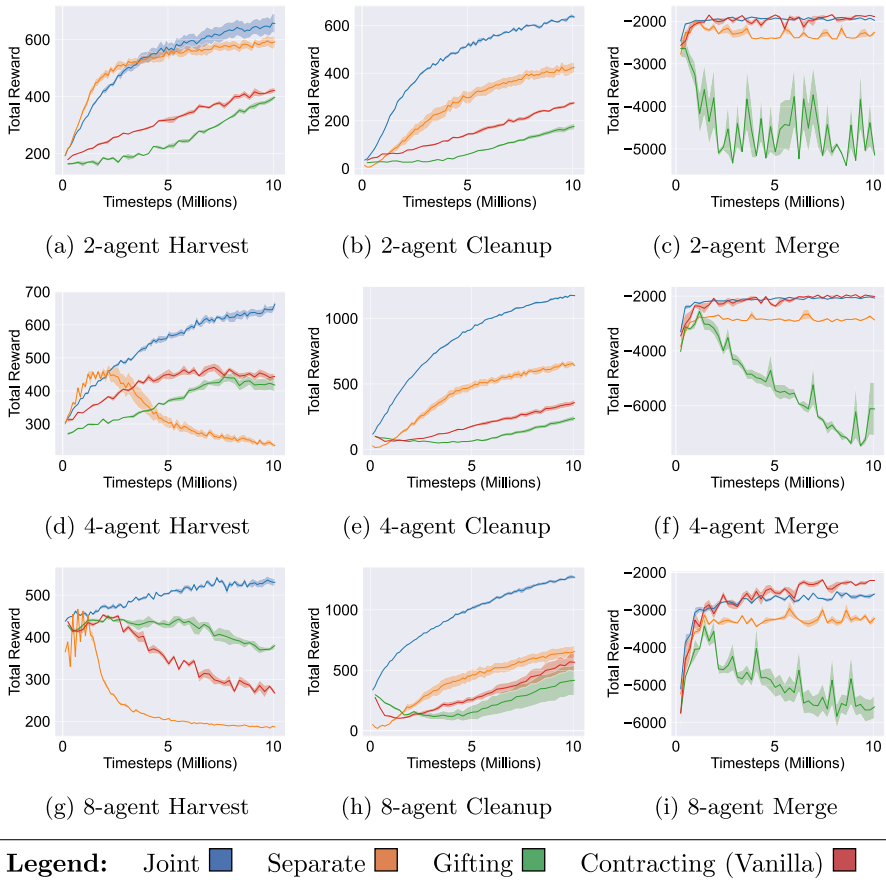 Total Reward
600
400
200
0
5
10
Timesteps (Millions)
(a) 2-agent Harvest
Total Reward
600
400
200
0
0
5
10
Timesteps (Millions)
(b) 2-agent Cleanup
Total Reward
−2000
−3000
−4000
−5000
0
5
10
Timesteps (Millions)
(c) 2-agent Merge
Total Reward
700
600
500
400
300
0
5
10
Timesteps (Millions)
(d) 4-agent Harvest
Total Reward
1000
500
0
0
5
10
Timesteps (Millions)
(e) 4-agent Cleanup
Total Reward
−2000
−4000
−6000
0
5
10
Timesteps (Millions)
(f) 4-agent Merge
Total Reward
500
400
300
200
0
5
10
Timesteps (Millions)
(g) 8-agent Harvest
Total Reward
1000
500
0
0
5
10
Timesteps (Millions)
(h) 8-agent Cleanup
Total Reward
−2000
−3000
−4000
−5000
−6000
0
5
10
Timesteps (Millions)
(i) 8-agent Merge
Legend: Joint Separate Gifting Contracting (Vanilla)